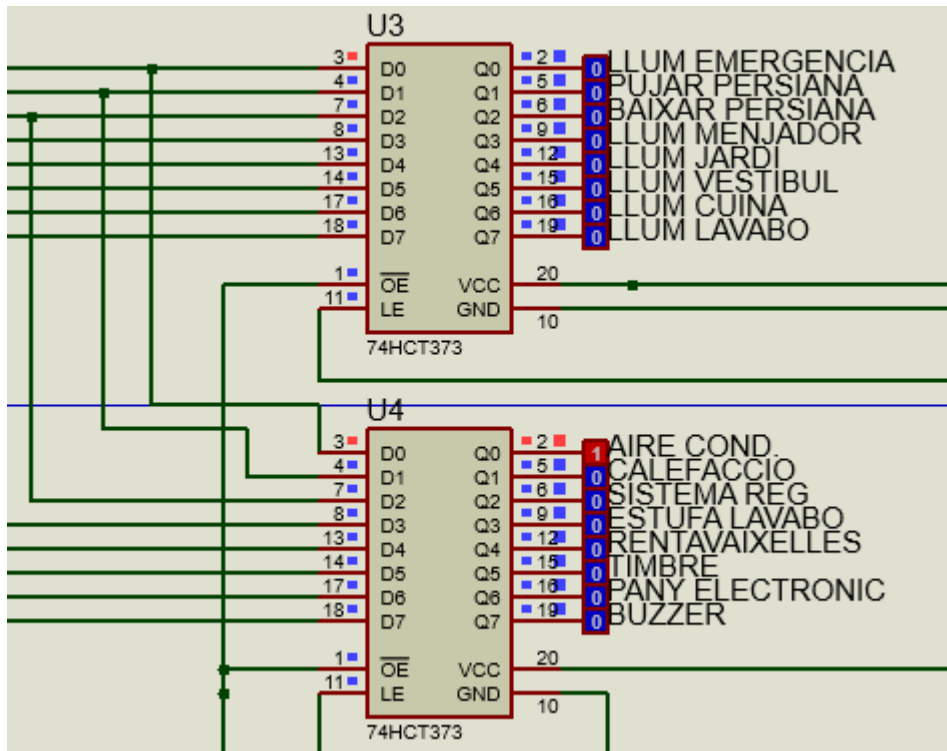 U3
3 D0 Q0 2 0 LLUM EMERGENCIA
4 D1 Q1 5 0 PUJAR PERSIANA
7 D2 Q2 6 0 BAIXAR PERSIANA
8 D3 Q3 9 0 LLUM MENJADOR
13 D4 Q4 12 0 LLUM JARDI
14 D5 Q5 15 0 LLUM VESTIBUL
17 D6 Q6 16 0 LLUM CUINA
18 D7 Q7 19 0 LLUM LAVABO
1 OE VCC 20
11 LE GND 10
74HCT373
U4
3 D0 Q0 2 1 AIRE COND.
4 D1 Q1 5 0 CALEFACCIO
7 D2 Q2 6 0 SISTEMA REG
8 D3 Q3 9 0 ESTUFA LAVABO
13 D4 Q4 12 0 RENTAVAIXELLES
14 D5 Q5 15 0 TIMBRE
17 D6 Q6 16 0 PANY ELECTRONIC
18 D7 Q7 19 0 BUZZER
1 OE VCC 20
11 LE GND 10
74HCT373